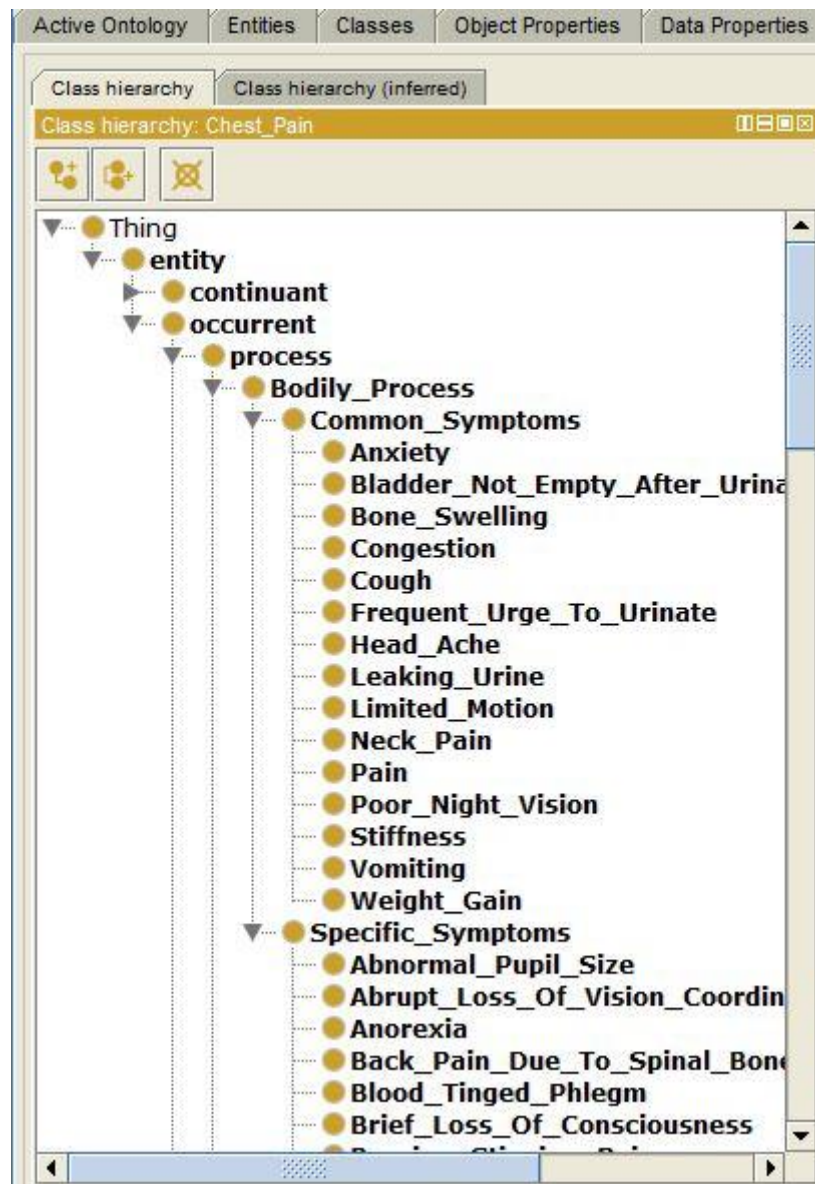 Active Ontology Entities Classes Object Properties Data Properties
Class hierarchy Class hierarchy (inferred)
Class hierarchy: Chest_Pain
Thing
entity
continuant
occurrent
process
Bodily_Process
Common_Symptoms
Anxiety
Bladder_Not_Empty_After_Urina
Bone_Swelling
Congestion
Cough
Frequent_Urge_To_Urinate
Head_Ache
Leaking_Urine
Limited_Motion
Neck_Pain
Pain
Poor_Night_Vision
Stiffness
Vomiting
Weight_Gain
Specific_Symptoms
Abnormal_Pupil_Size
Abrupt_Loss_Of_Vision_Coordin
Anorexia
Back_Pain_Due_To_Spinal_Bone
Blood_Tinged_Phlegm
Brief_Loss_Of_Consciousness